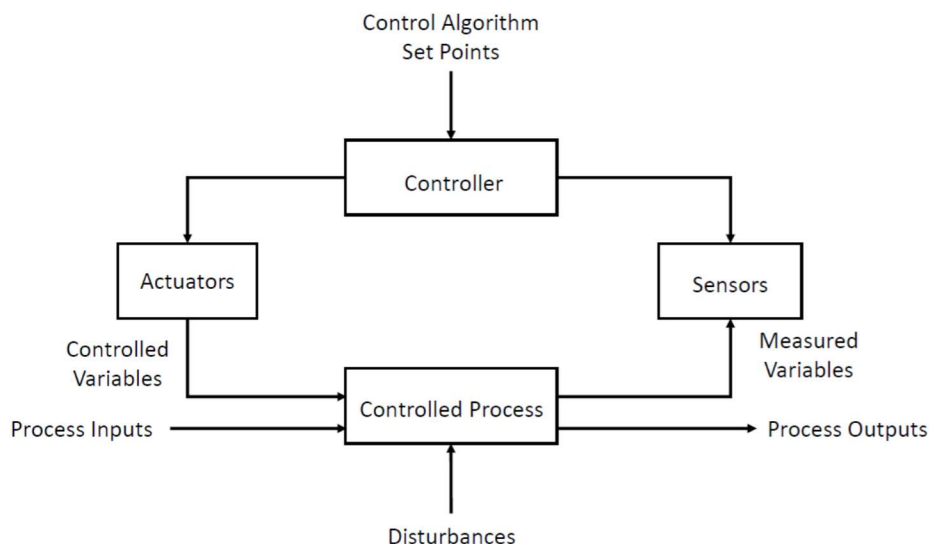 Control Algorithm
Set Points
Controller
Actuators
Sensors
Controlled
Variables
Measured
Variables
Controlled Process
Process Inputs
Process Outputs
Disturbances